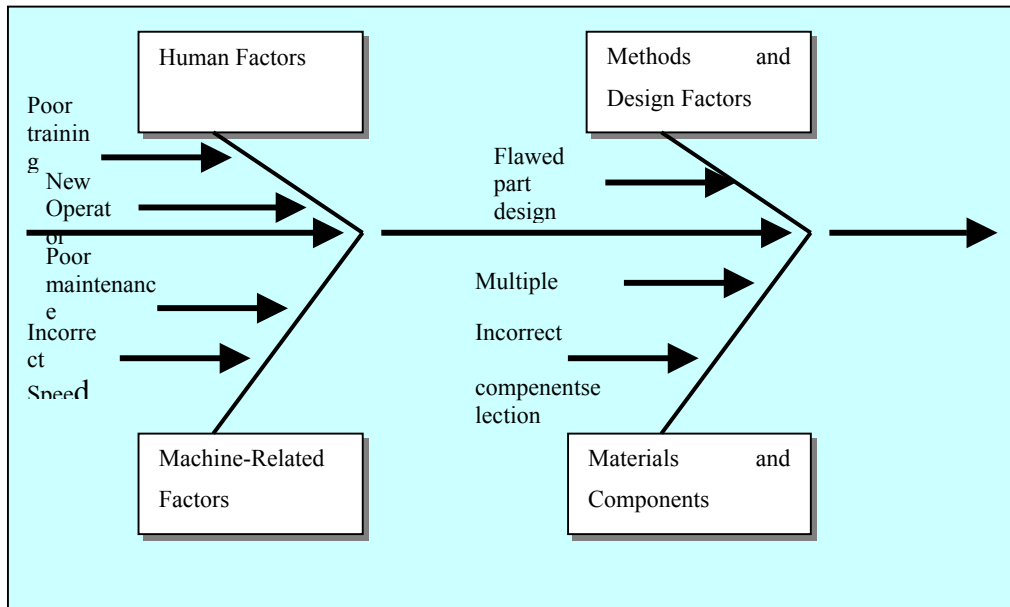 Human Factors
Methods and
Design Factors
Poor
trainin
g
New
Operat
or
Flawed
part
design
Poor
maintenanc
e
Incorre
ct
Speed
Multiple
Incorrect
compenentse
lection
Machine-Related
Factors
Materials and
Components